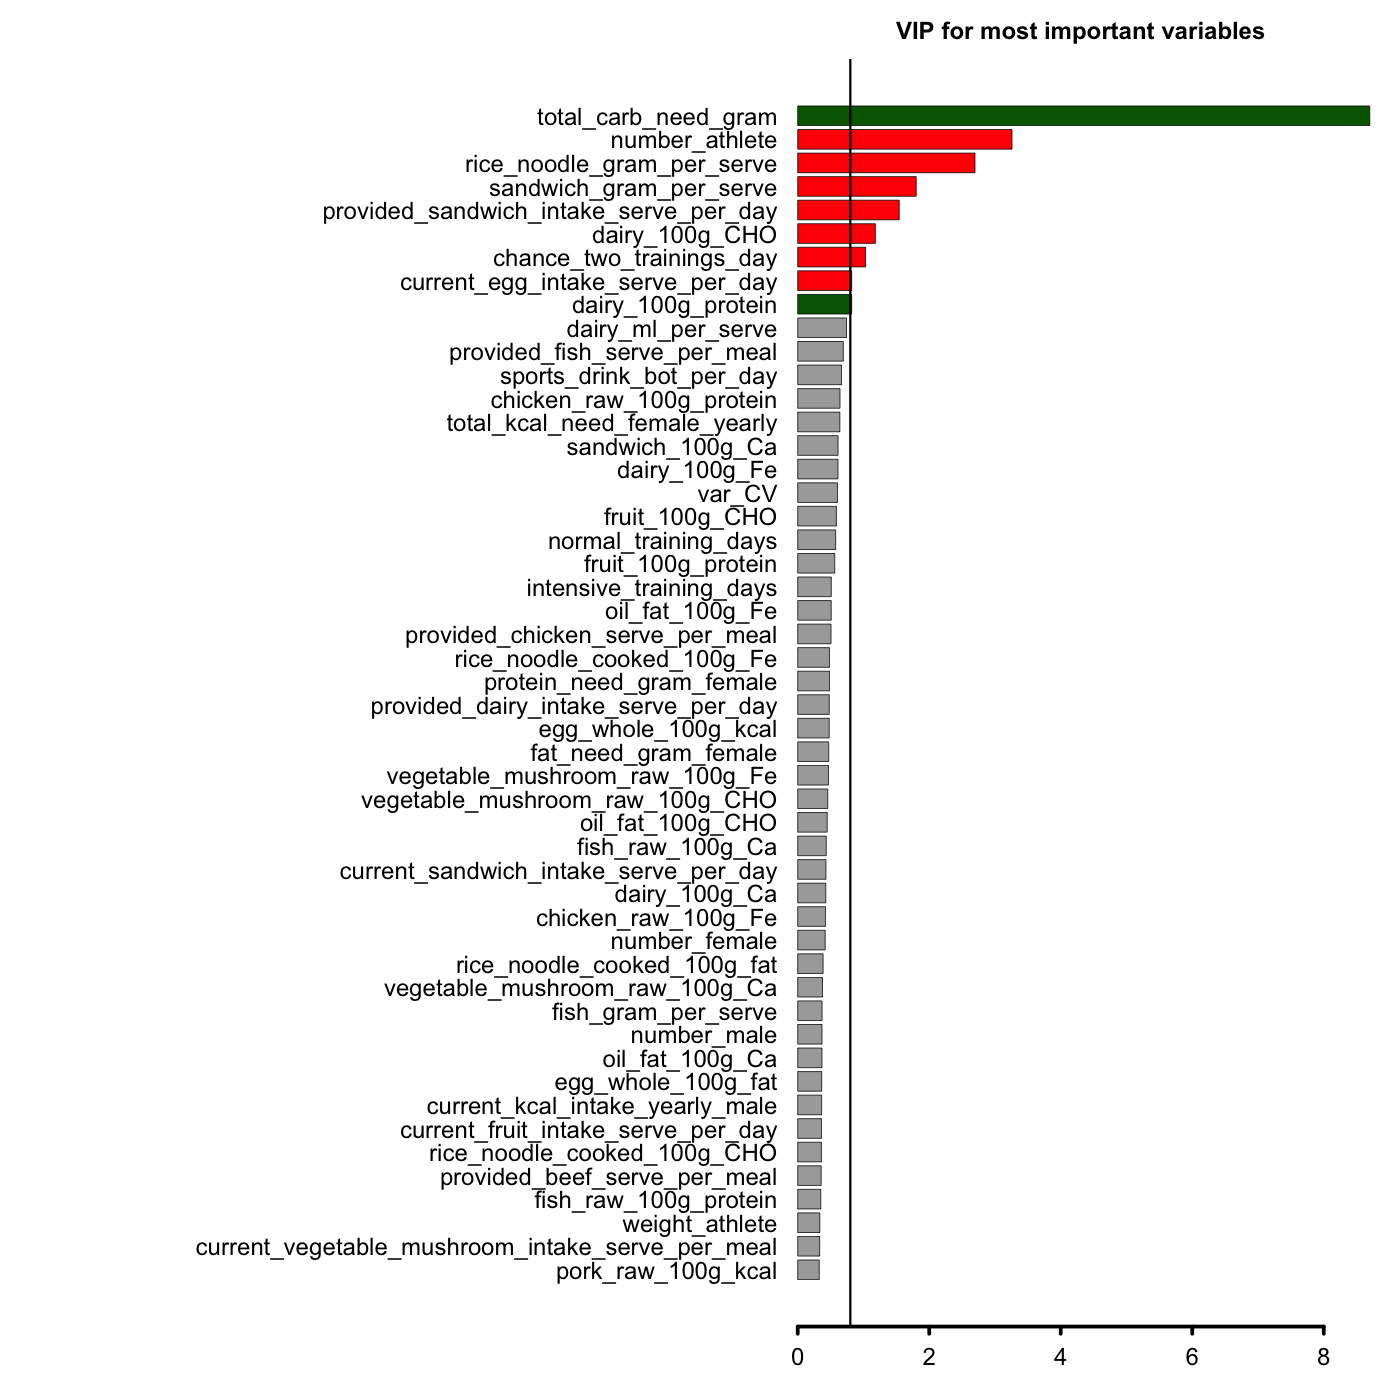 VIP for most important variables
total_carb_need_gram
number_athlete
rice_noodle_gram_per_serve
sandwich_gram_per_serve
provided_sandwich_intake_serve_per_day
dairy_100g_CHO
chance_two_trainings_day
current_egg_intake_serve_per_day
dairy_100g_protein
dairy_ml_per_serve
provided_fish_serve_per_meal
sports_drink_bot_per_day
chicken_raw_100g_protein
total_kcal_need_female_yearly
sandwich_100g_Ca
dairy_100g_Fe
var_CV
fruit_100g_CHO
normal_training_days
fruit_100g_protein
intensive_training_days
oil_fat_100g_Fe
provided_chicken_serve_per_meal
rice_noodle_cooked_100g_Fe
protein_need_gram_female
provided_dairy_intake_serve_per_day
egg_whole_100g_kcal
fat_need_gram_female
vegetable_mushroom_raw_100g_Fe
vegetable_mushroom_raw_100g_CHO
oil_fat_100g_CHO
fish_raw_100g_Ca
current_sandwich_intake_serve_per_day
dairy_100g_Ca
chicken_raw_100g_Fe
number_female
rice_noodle_cooked_100g_fat
vegetable_mushroom_raw_100g_Ca
fish_gram_per_serve
number_male
oil_fat_100g_Ca
egg_whole_100g_fat
current_kcal_intake_yearly_male
current_fruit_intake_serve_per_day
rice_noodle_cooked_100g_CHO
provided_beef_serve_per_meal
fish_raw_100g_protein
weight_athlete
current_vegetable_mushroom_intake_serve_per_meal
pork_raw_100g_kcal
0 2 4 6 8